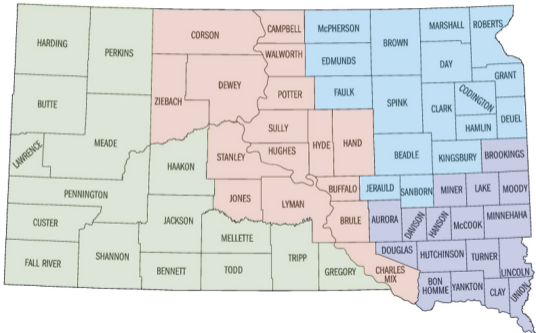 HARDING
PERKINS
CORSON
CAMPBELL
McPHERSON
BROWN
MARSHALL
ROBERTS
WALWORTH
EDMUNDS
DAY
DEWEY
GRANT
BUTTE
ZIEBACH
POTTER
FAULK
SPINK
CLARK
CODINGTON
HAMLIN
DEUEL
MEADE
SULLY
HYDE
HAND
LAWRENCE
STANLEY
HUGHES
BEADLE
KINGSBURY
BROOKINGS
HAAKON
PENNINGTON
JONES
LYMAN
BUFFALO
JERAULD
SANBORN
MINER
LAKE
MOODY
CUSTER
JACKSON
BRULE
AURORA
DAVISON
HANSON
McCOOK
MINNEHAHA
MELLETTE
DOUGLAS
HUTCHINSON
TURNER
LINCOLN
FALL RIVER
SHANNON
BENNETT
TODD
TRIPP
GREGORY
CHARLES
MIX
BON
HOMME
YANKTON
CLAY
UNION